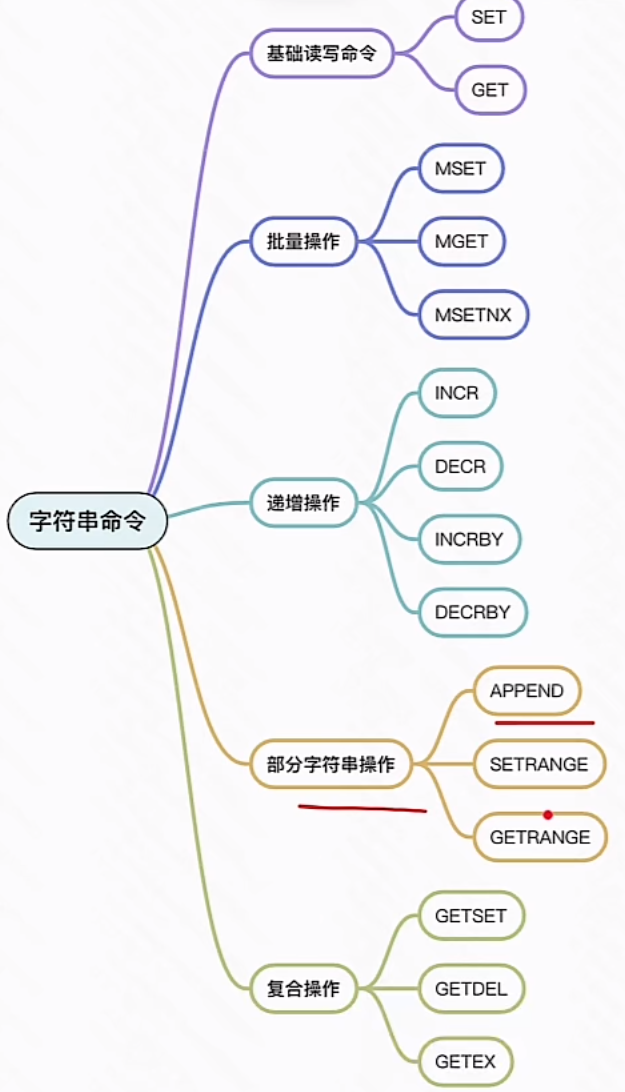 字符串命令
基础读写命令
SET
GET
批量操作
MSET
MGET
MSETNX
递增操作
INCR
DECR
INCRBY
DECRBY
部分字符串操作
APPEND
SETRANGE
GETRANGE
复合操作
GETSET
GETDEL
GETEX